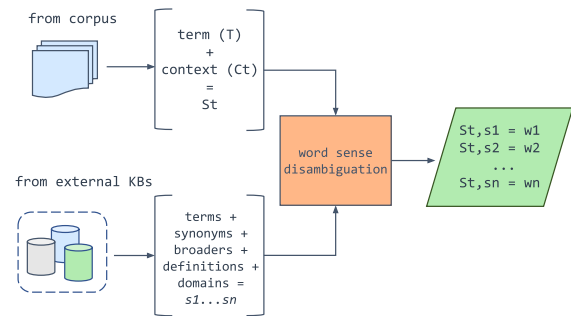 from corpus
term (T)
+
context (Ct)
=
St
word sense
disambiguation
St,s1 = w1
St,s2 = w2
...
St,sn = wn
from external KBs
terms +
synonyms +
broaders +
definitions +
domains =
s1...sn